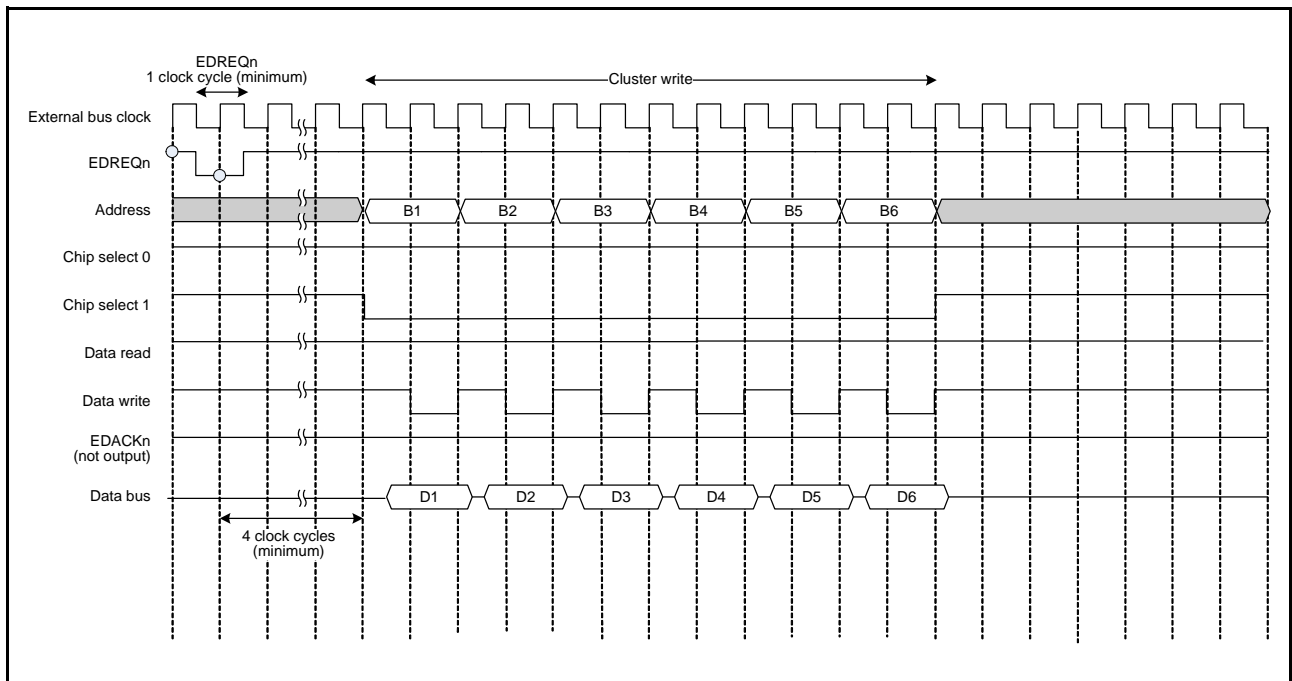 EDREQn
1 clock cycle (minimum)
Cluster write
External bus clock
EDREQn
Address
B1
B2
B3
B4
B5
B6
Chip select 0
Chip select 1
Data read
Data write
EDACKn
(not output)
Data bus
D1
D2
D3
D4
D5
D6
4 clock cycles
(minimum)